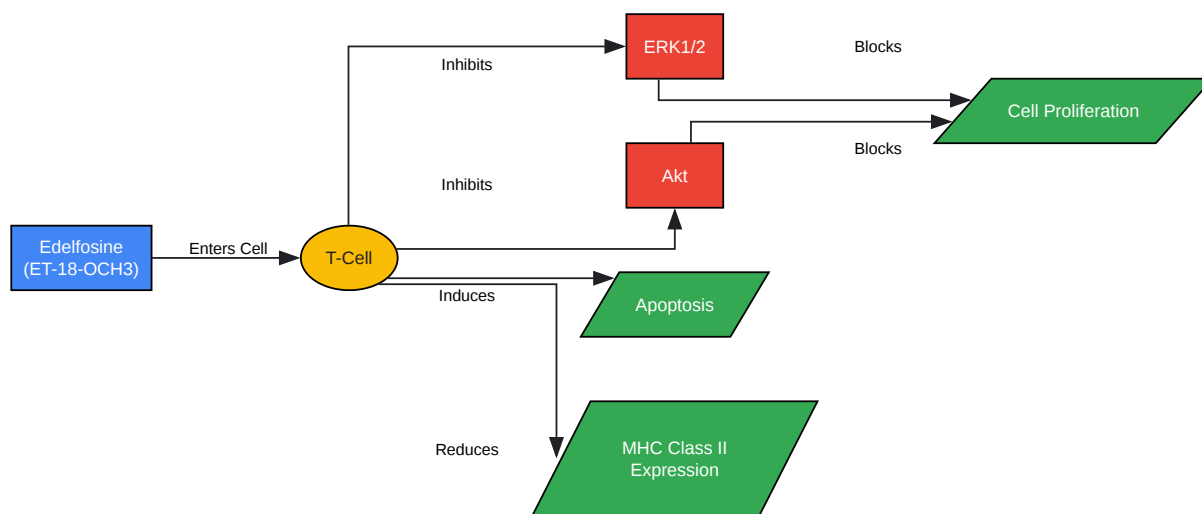 ERK1/2
Blocks
Inhibits
Cell Proliferation
Blocks
Akt
Inhibits
Edelfosine
(ET-18-OCH3)
Enters Cell
T-Cell
Induces
Apoptosis
Reduces
MHC Class II
Expression